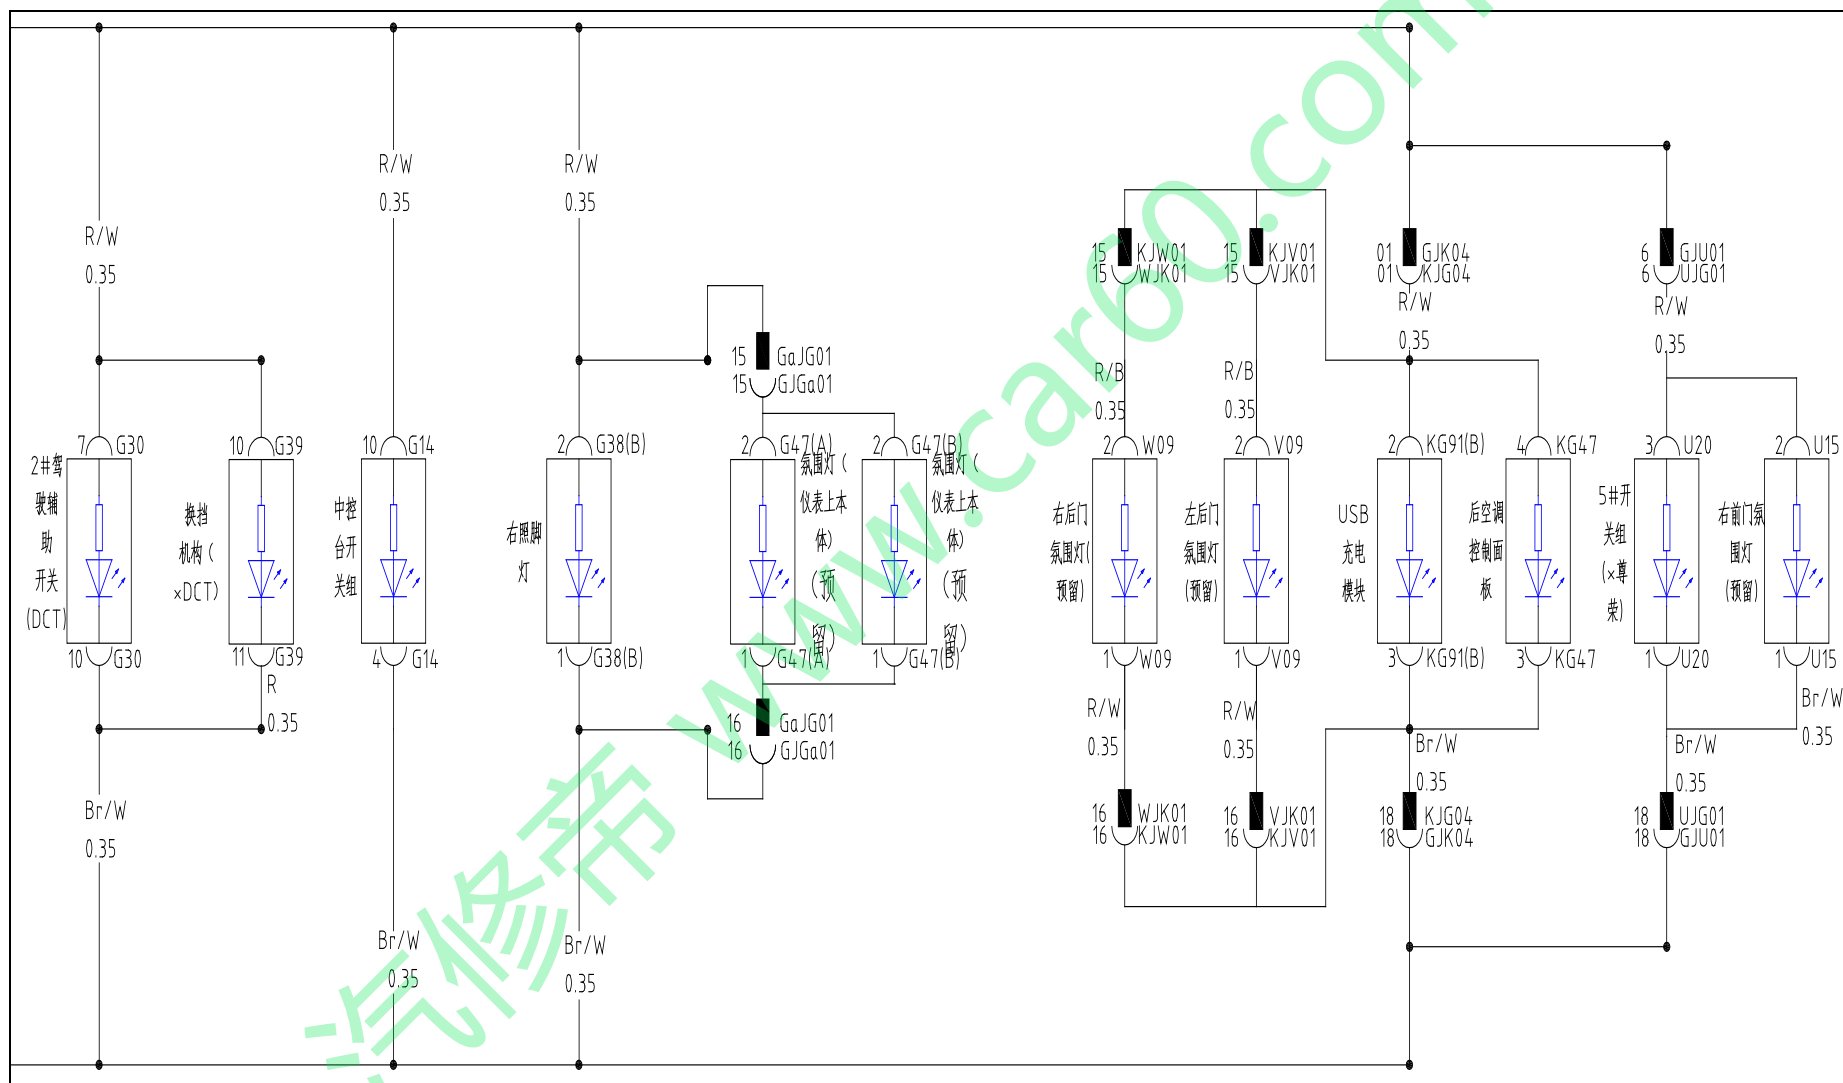 R/W
0.35
7 G30
2#驾
驶辅
助
开关
(DCT)
10 G30
Br/W
0.35
10 G39
换挡
机构(
×DCT)
11 G39
R
0.35
R/W
0.35
10 G14
中控
台开
关组
4 G14
Br/W
0.35
R/W
0.35
2 G38(B)
右照脚
灯
1 G38(B)
Br/W
0.35
15 GaJG01
15 GJGa01
2 G47(A)
氛围灯(
仪表上本
体)
(预
留)
1 G47(A)
2 G47(B)
氛围灯(
仪表上本
体)
(预
留)
1 G47(B)
16 GaJG01
16 GJGa01
15 KJW01
15 WJK01
R/B
0.35
2 W09
右后门
氛围灯(
预留)
1 W09
R/W
0.35
16 WJK01
16 KJW01
15 KJV01
15 VJK01
R/B
0.35
2 V09
左后门
氛围灯
(预留)
1 V09
R/W
0.35
16 VJK01
16 KJV01
01 GJK04
01 KJG04
R/W
0.35
2 KG91(B)
USB
充电
模块
3 KG91(B)
Br/W
0.35
18 KJG04
18 GJK04
4 KG47
后空调
控制面
板
3 KG47
6 GJU01
6 UJG01
R/W
0.35
3 U20
5#开
关组
(×尊
荣)
1 U20
Br/W
0.35
18 UJG01
18 GJU01
2 U15
右前门氛
围灯
(预留)
1 U15
Br/W
0.35
汽修帝 www.car60.com